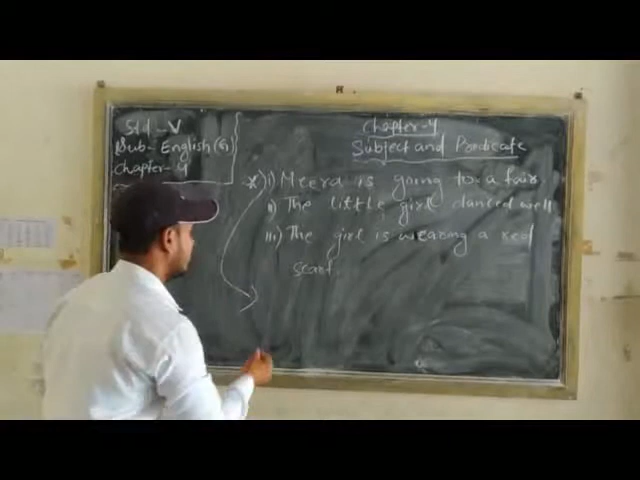 Std - V
Sub- English(G)
Chapter- 4
Chapter-4
Subject and Predicate
i) Meera is going to a fair.
ii) The little girl danced well
iii) The girl is wearing a red
scarf.